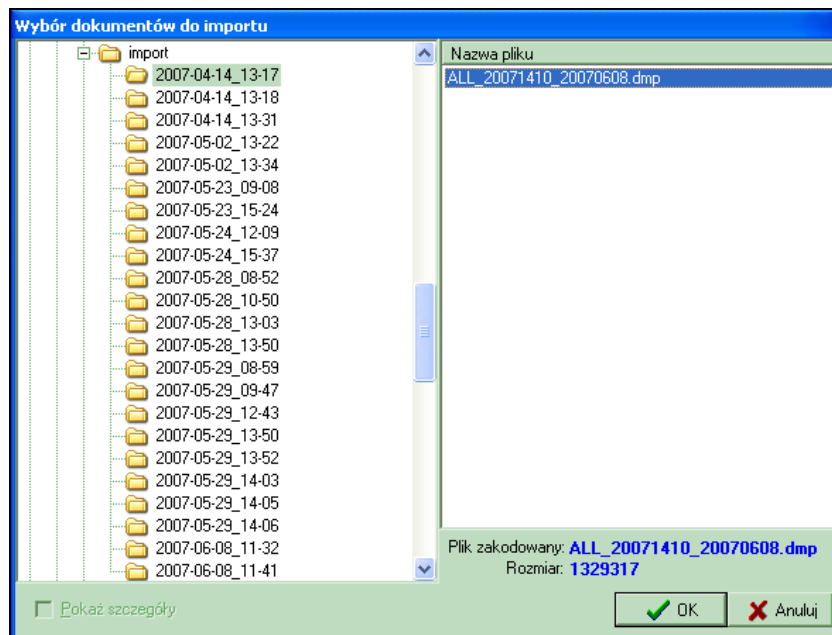 Wybór dokumentów do importu
import
2007-04-14_13-17
2007-04-14_13-18
2007-04-14_13-31
2007-05-02_13-22
2007-05-02_13-34
2007-05-23_09-08
2007-05-23_15-24
2007-05-24_12-09
2007-05-24_15-37
2007-05-28_08-52
2007-05-28_10-50
2007-05-28_13-03
2007-05-28_13-50
2007-05-29_08-59
2007-05-29_09-47
2007-05-29_12-43
2007-05-29_13-50
2007-05-29_13-52
2007-05-29_14-03
2007-05-29_14-05
2007-05-29_14-06
2007-06-08_11-32
2007-06-08_11-41
Nazwa pliku
ALL_20071410_20070608.dmp
Plik zakodowany: ALL_20071410_20070608.dmp
Rozmiar: 1329317
Pokaż szczegóły
OK
Anuluj